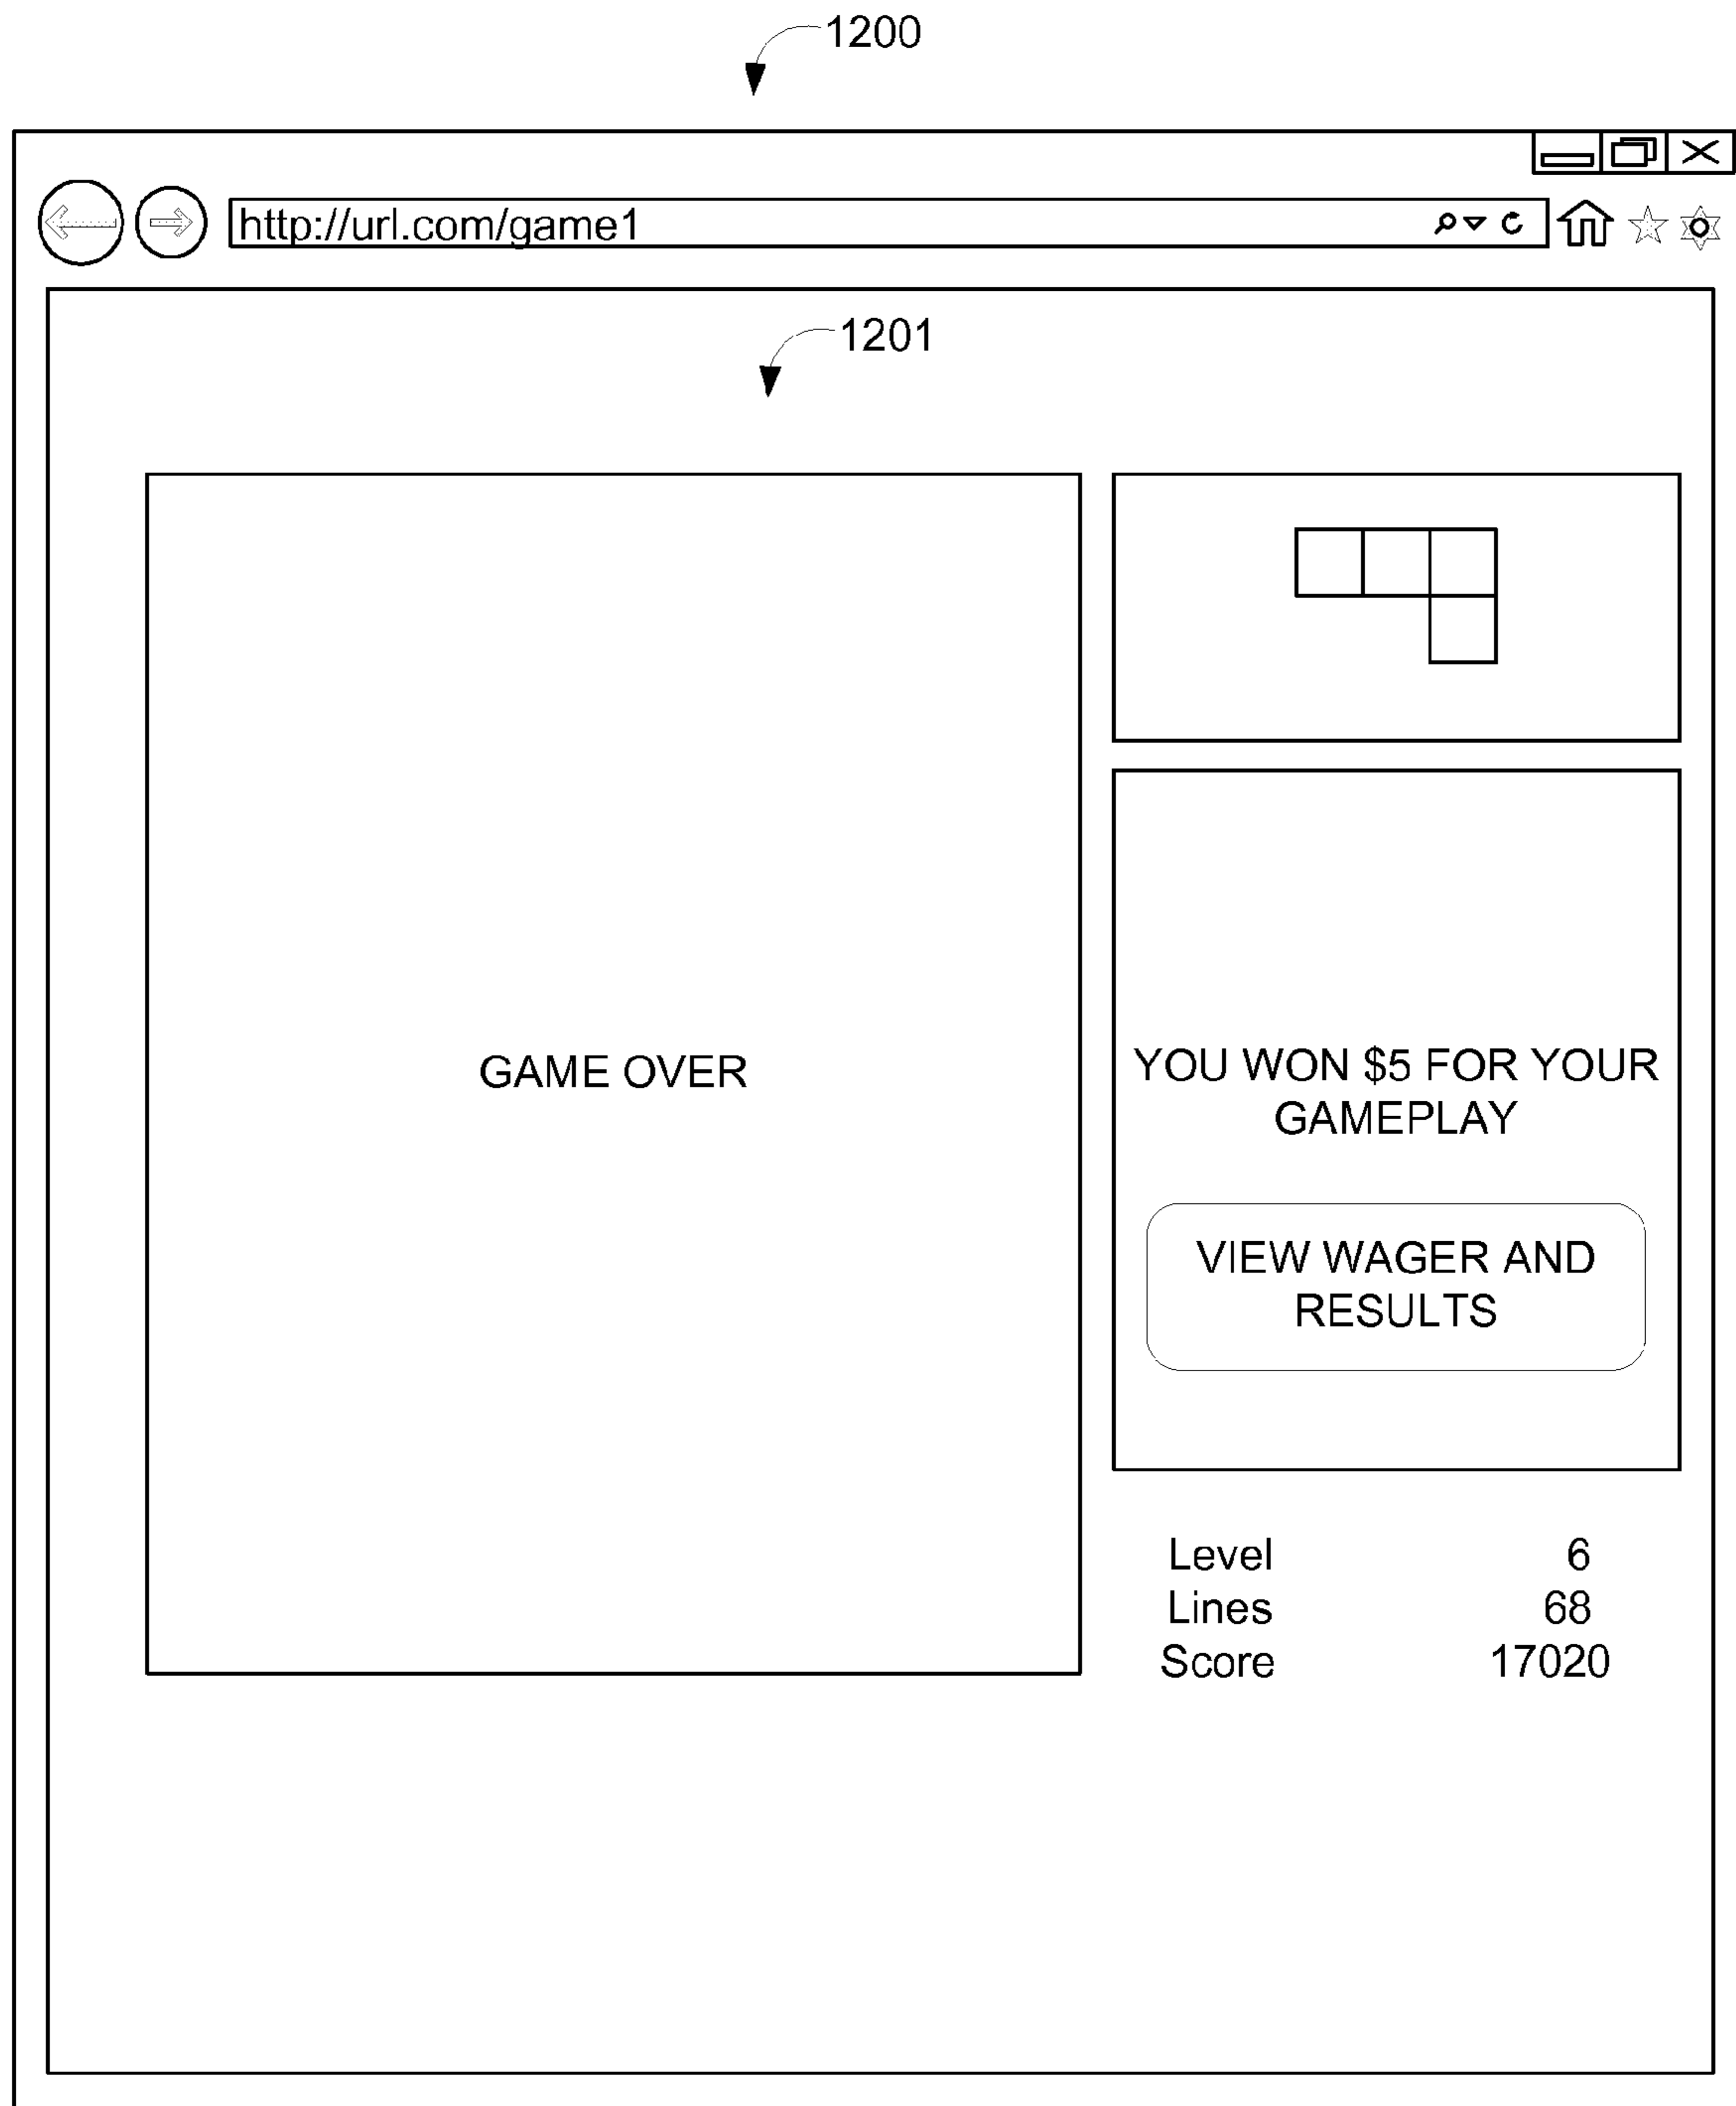 1200
http://url.com/game1
1201
GAME OVER
YOU WON $5 FOR YOUR
GAMEPLAY
VIEW WAGER AND
RESULTS
Level 6
Lines 68
Score 17020